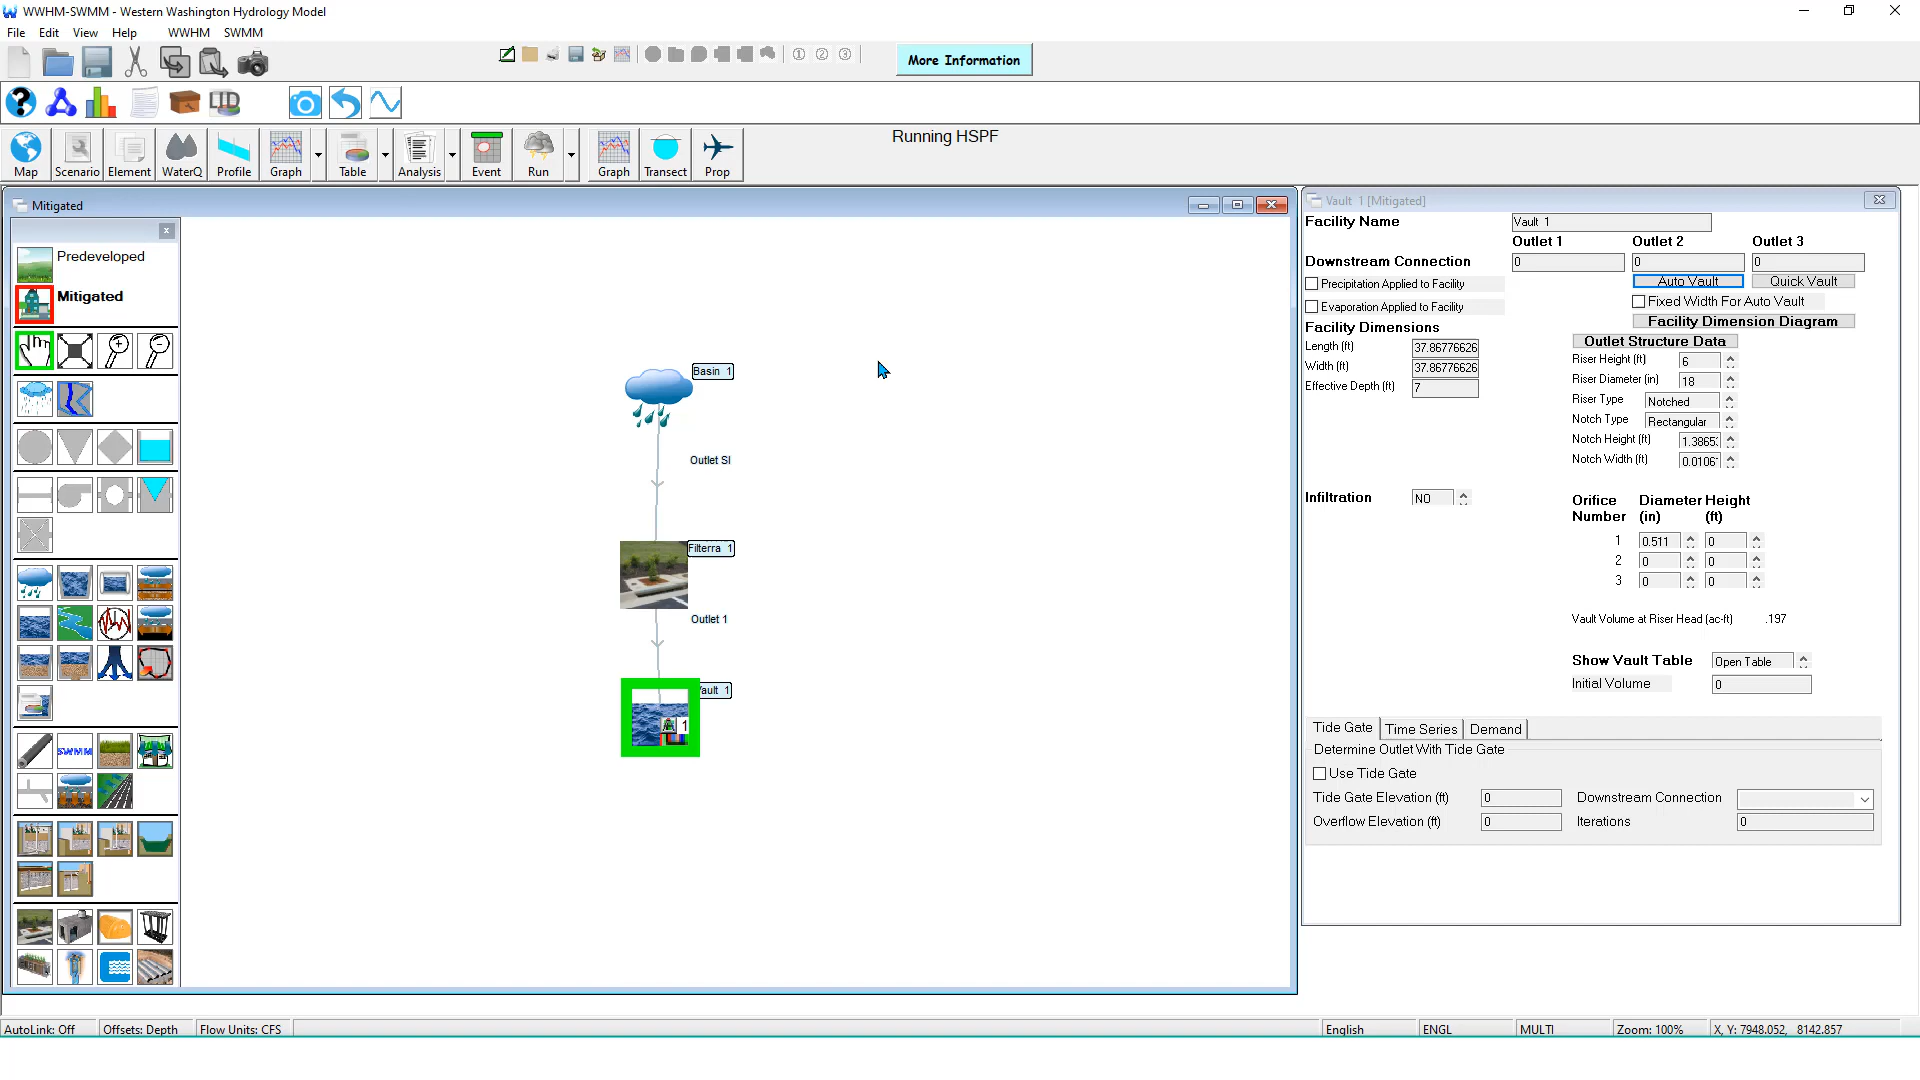 WWHM-SWMM - Western Washington Hydrology Model
File Edit View Help WWHM SWMM
1 2 3
More Information
LID
Map Scenario Element WaterQ Profile Graph Table Analysis Event Run Graph Transect Prop
Running HSPF
Mitigated
Predeveloped
Mitigated
SWMM
Basin 1
Outlet SI
Filterra 1
Outlet 1
1
Vault 1 [Mitigated]
Facility Name Vault 1
Outlet 1 Outlet 2 Outlet 3
Downstream Connection 0 0 0
Precipitation Applied to Facility Auto Vault Quick Vault
Evaporation Applied to Facility Fixed Width For Auto Vault
Facility Dimensions Facility Dimension Diagram
Length (ft) 37.86776626 Outlet Structure Data
Width (ft) 37.86776626 Riser Height (ft) 6
Effective Depth (ft) 7 Riser Diameter (in) 18
Riser Type Notched
Notch Type Rectangular
Notch Height (ft) 1.3865
Notch Width (ft) 0.0106
Infiltration NO
Orifice Diameter Height
Number (in) (ft)
1 0.511 0
2 0 0
3 0 0
Vault Volume at Riser Head (ac-ft) .197
Show Vault Table Open Table
Initial Volume 0
Tide Gate Time Series Demand
Determine Outlet With Tide Gate
Use Tide Gate
Tide Gate Elevation (ft) 0 Downstream Connection
Overflow Elevation (ft) 0 Iterations 0
AutoLink: Off Offsets: Depth Flow Units: CFS English ENGL MULTI Zoom: 100% X, Y: 7948.052, 8142.857